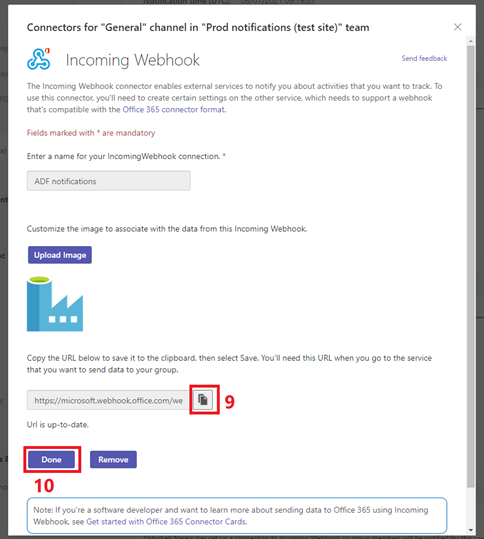 Connectors for "General" channel in "Prod notifications (test site)" team
Incoming Webhook
Send feedback
The Incoming Webhook connector enables external services to notify you about activities that you want to track. To
use this connector, you'll need to create certain settings on the other service, which needs to support a webhook
that's compatible with the Office 365 connector format.
Fields marked with * are mandatory
Enter a name for your IncomingWebhook connection. *
ADF notifications
Customize the image to associate with the data from this Incoming Webhook.
Upload Image
Copy the URL below to save it to the clipboard, then select Save. You'll need this URL when you go to the service
that you want to send data to your group.
https://microsoft.webhook.office.com/we
9
Url is up-to-date.
Done
Remove
10
Note: If you're a software developer and want to learn more about sending data to Office 365 using Incoming
Webhook, see Get started with Office 365 Connector Cards.